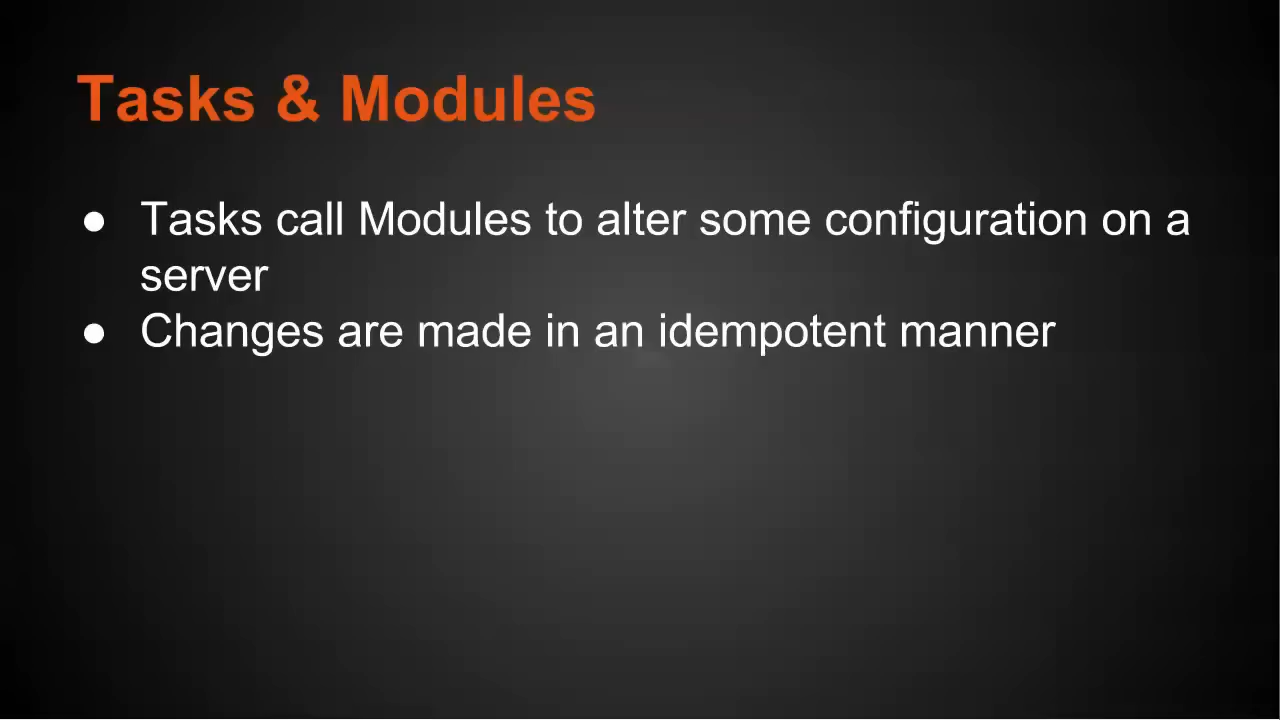 Tasks & Modules
● Tasks call Modules to alter some configuration on a
server
● Changes are made in an idempotent manner